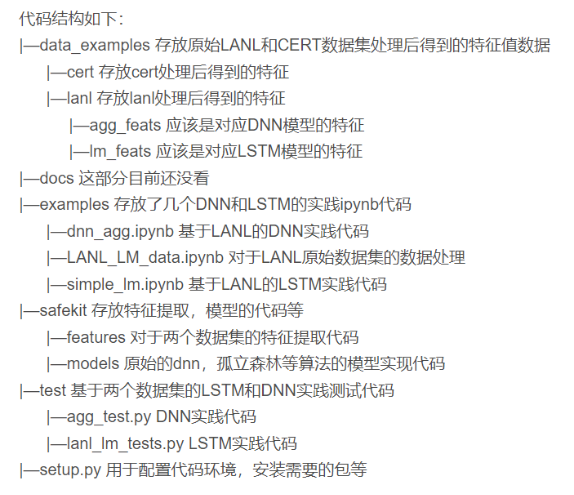 代码结构如下：
|—data_examples 存放原始LANL和CERT数据集处理后得到的特征值数据
|—cert 存放cert处理后得到的特征
|—lanl 存放lanl处理后得到的特征
|—agg_feats 应该是对应DNN模型的特征
|—lm_feats 应该是对应LSTM模型的特征
|—docs 这部分目前还没看
|—examples 存放了几个DNN和LSTM的实践ipynb代码
|—dnn_agg.ipynb 基于LANL的DNN实践代码
|—LANL_LM_data.ipynb 对于LANL原始数据集的数据处理
|—simple_lm.ipynb 基于LANL的LSTM实践代码
|—safekit 存放特征提取，模型的代码等
|—features 对于两个数据集的特征提取代码
|—models 原始的dnn，孤立森林等算法的模型实现代码
|—test 基于两个数据集的LSTM和DNN实践测试代码
|—agg_test.py DNN实践代码
|—lanl_lm_tests.py LSTM实践代码
|—setup.py 用于配置代码环境，安装需要的包等